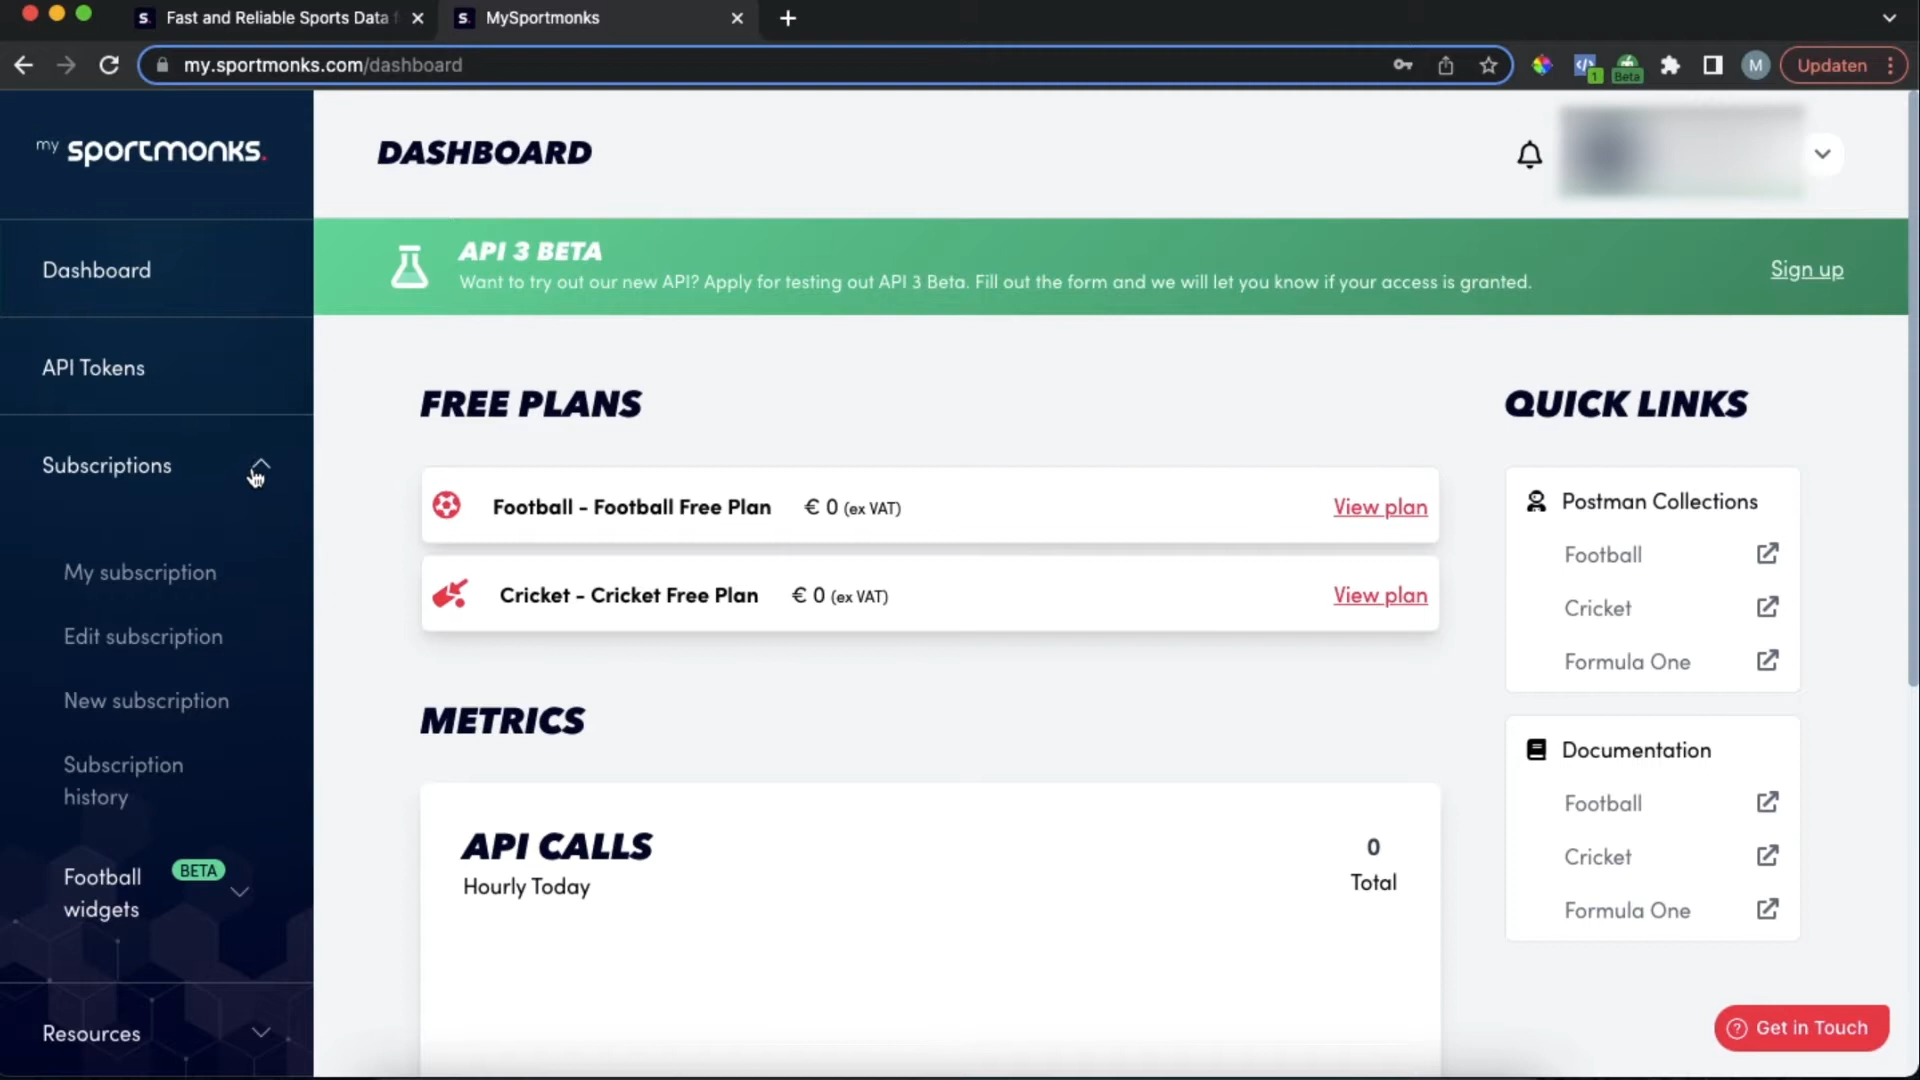 Fast and Reliable Sports Data f
MySportmonks
my.sportmonks.com/dashboard
1
Beta
M
Updaten
my sportmonks.
DASHBOARD
Dashboard
API Tokens
Subscriptions
My subscription
Edit subscription
New subscription
Subscription
history
Football
widgets
BETA
Resources
API 3 BETA
Want to try out our new API? Apply for testing out API 3 Beta. Fill out the form and we will let you know if your access is granted.
Sign up
FREE PLANS
Football - Football Free Plan € 0 (ex VAT) View plan
Cricket - Cricket Free Plan € 0 (ex VAT) View plan
METRICS
API CALLS
Hourly Today
0
Total
QUICK LINKS
Postman Collections
Football
Cricket
Formula One
Documentation
Football
Cricket
Formula One
Get in Touch